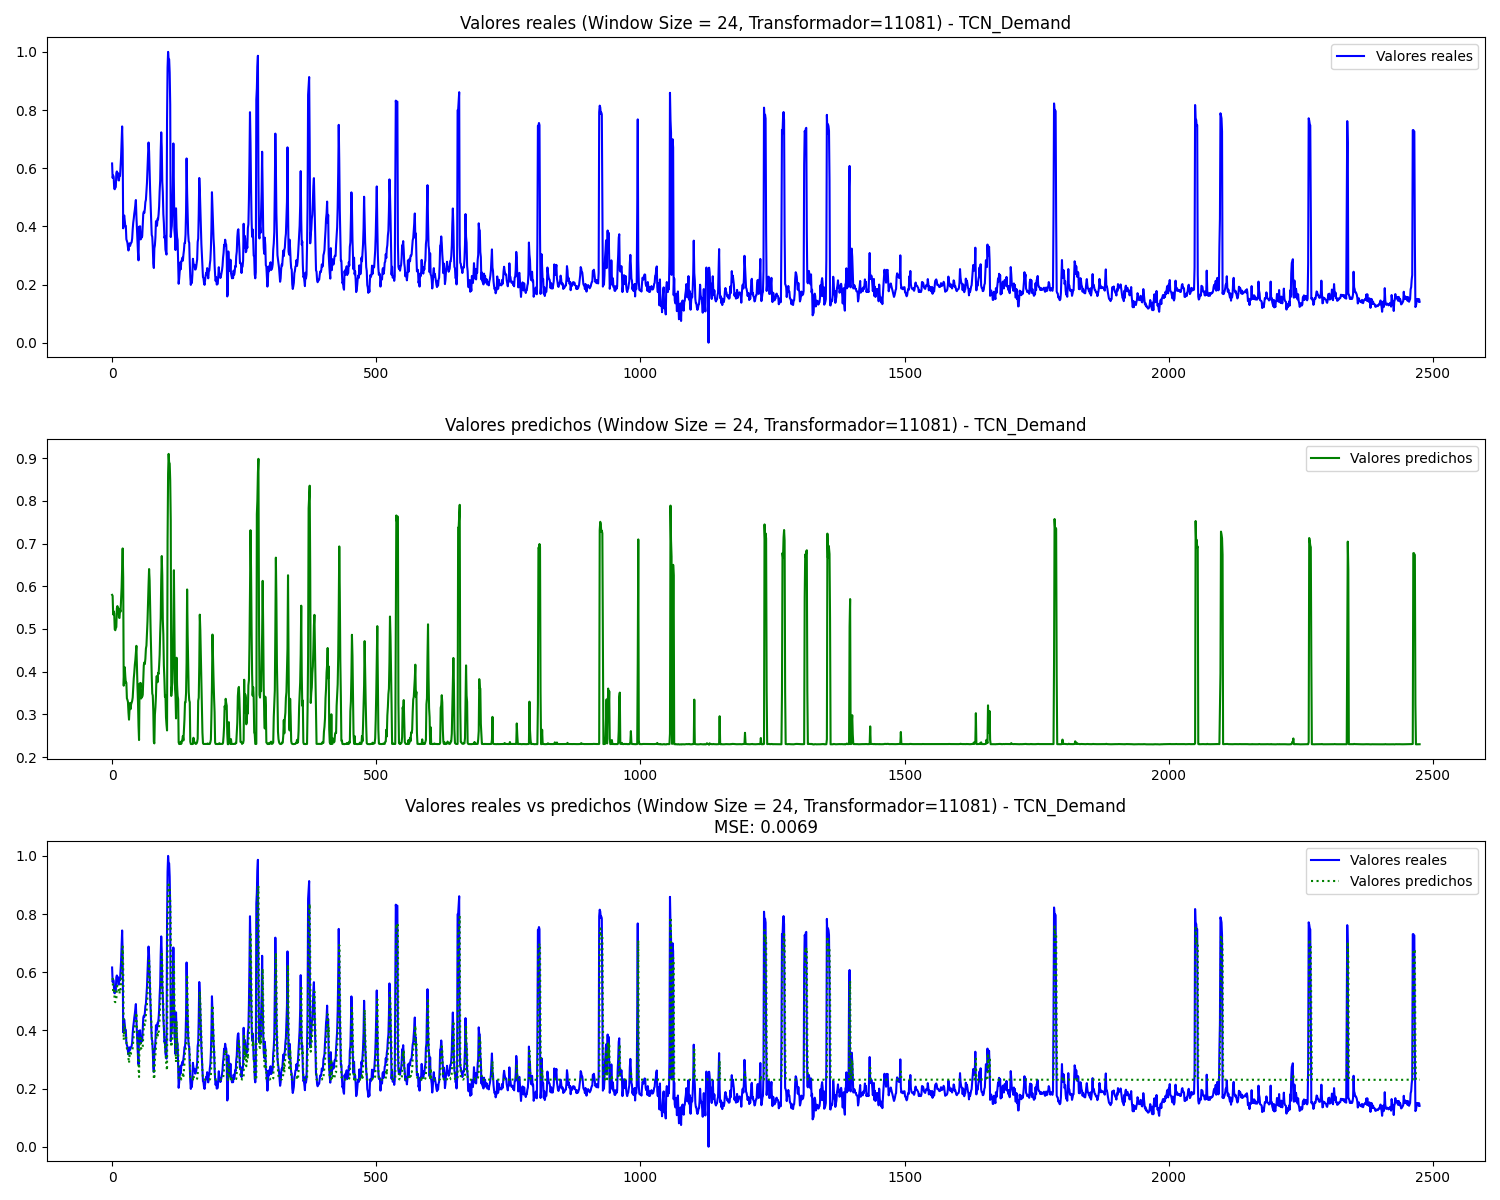 Valores reales (Window Size = 24, Transformador=11081) - TCN_Demand
Valores reales
1.0
0.8
0.6
0.4
0.2
0.0
0 500 1000 1500 2000 2500
Valores predichos (Window Size = 24, Transformador=11081) - TCN_Demand
Valores predichos
0.9
0.8
0.7
0.6
0.5
0.4
0.3
0.2
0 500 1000 1500 2000 2500
Valores reales vs predichos (Window Size = 24, Transformador=11081) - TCN_Demand
MSE: 0.0069
Valores reales
Valores predichos
1.0
0.8
0.6
0.4
0.2
0.0
0 500 1000 1500 2000 2500